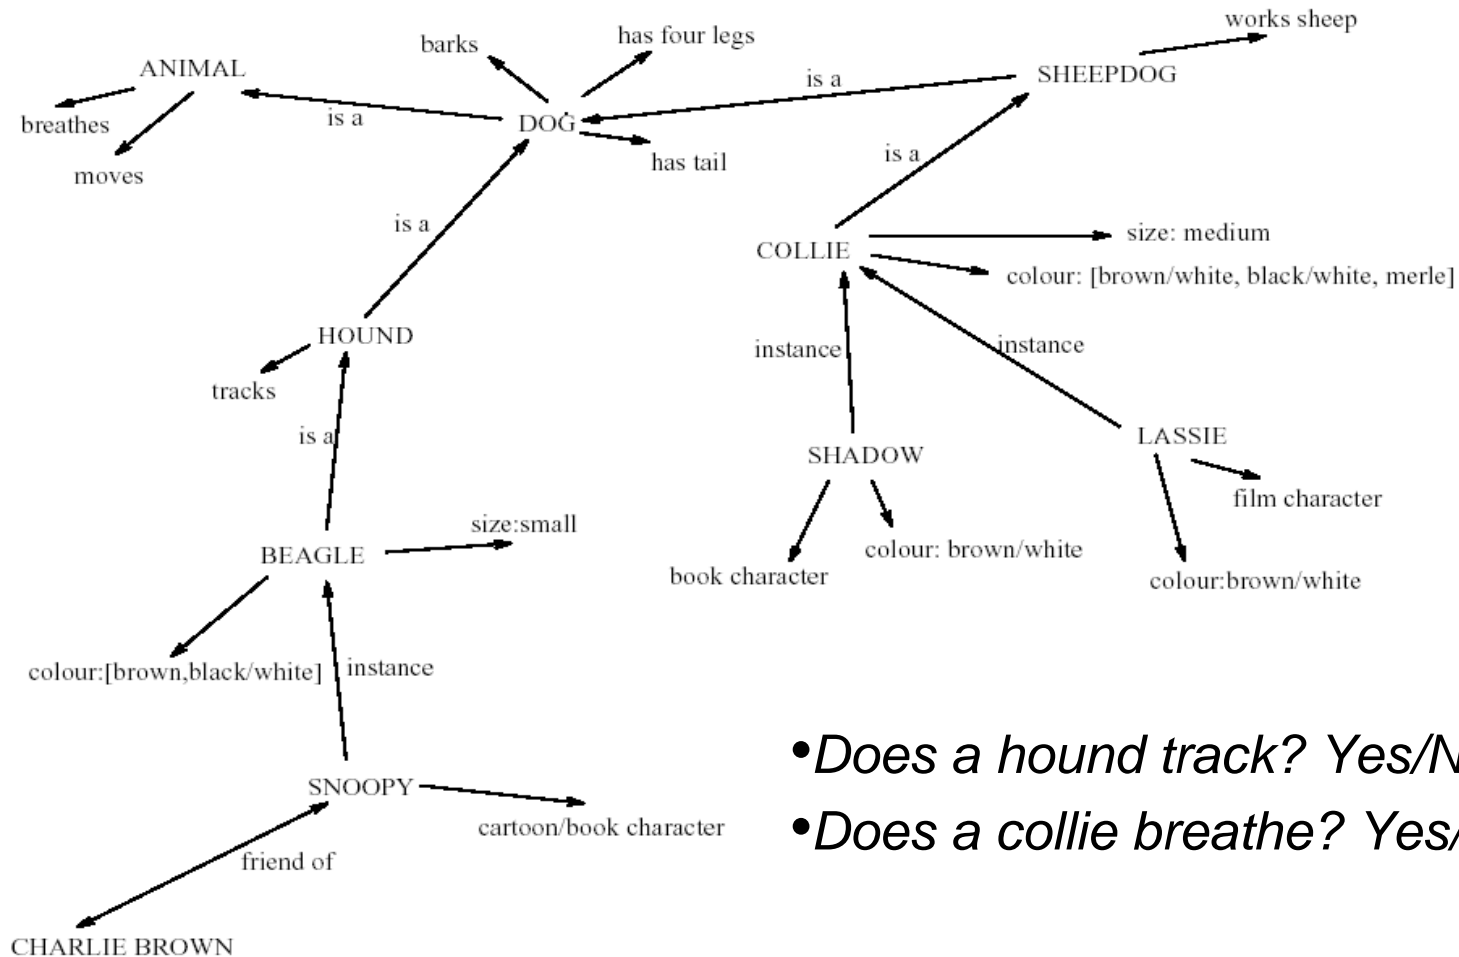 works sheep
has four legs
barks
ANIMAL
is a
SHEEPDOG
breathes
is a
DOG
moves
has tail
is a
is a
COLLIE
size: medium
colour: [brown/white, black/white, merle]
HOUND
instance
instance
tracks
is a
LASSIE
SHADOW
film character
size:small
BEAGLE
colour: brown/white
book character
colour:brown/white
colour:[brown,black/white]
instance
•Does a hound track? Yes/N
SNOOPY
cartoon/book character
•Does a collie breathe? Yes/
friend of
CHARLIE BROWN